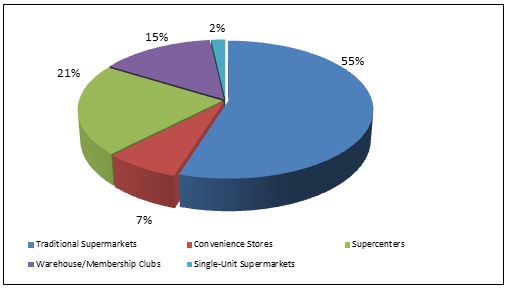 2%
15%
55%
21%
7%
Traditional Supermarkets
Convenience Stores
Supercenters
Warehouse/Membership Clubs
Single-Unit Supermarkets